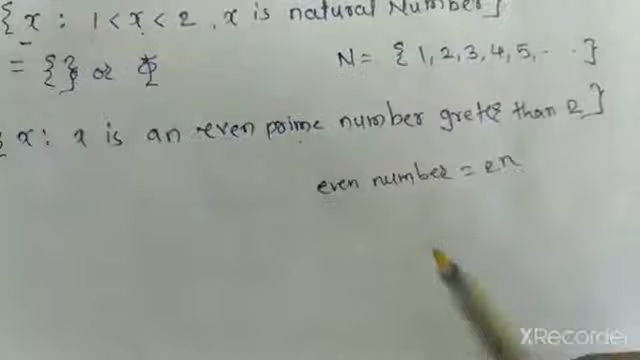 {x : 1 < x < 2, x is natural Number}
= {} or ϕ
N = {1, 2, 3, 4, 5, . . }
{ x : x is an even prime number greter than 2 }
even number = 2n
XRecorder